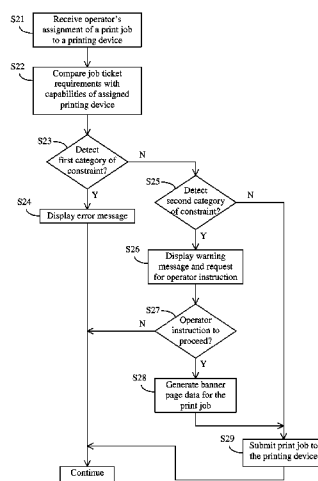 S21
Receive operator's
assignment of a print job
to a printing device
S22
Compare job ticket
requirements with
capabilities of assigned
printing device
S23
Detect
first category of
constraint?
N
Y
S24
Display error message
S25
Detect
second category
of constraint?
N
Y
S26
Display warning
message and request
for operator instruction
S27
Operator
instruction to
proceed?
N
Y
S28
Generate banner
page data for the
print job
S29
Submit print job to
the printing device
Continue